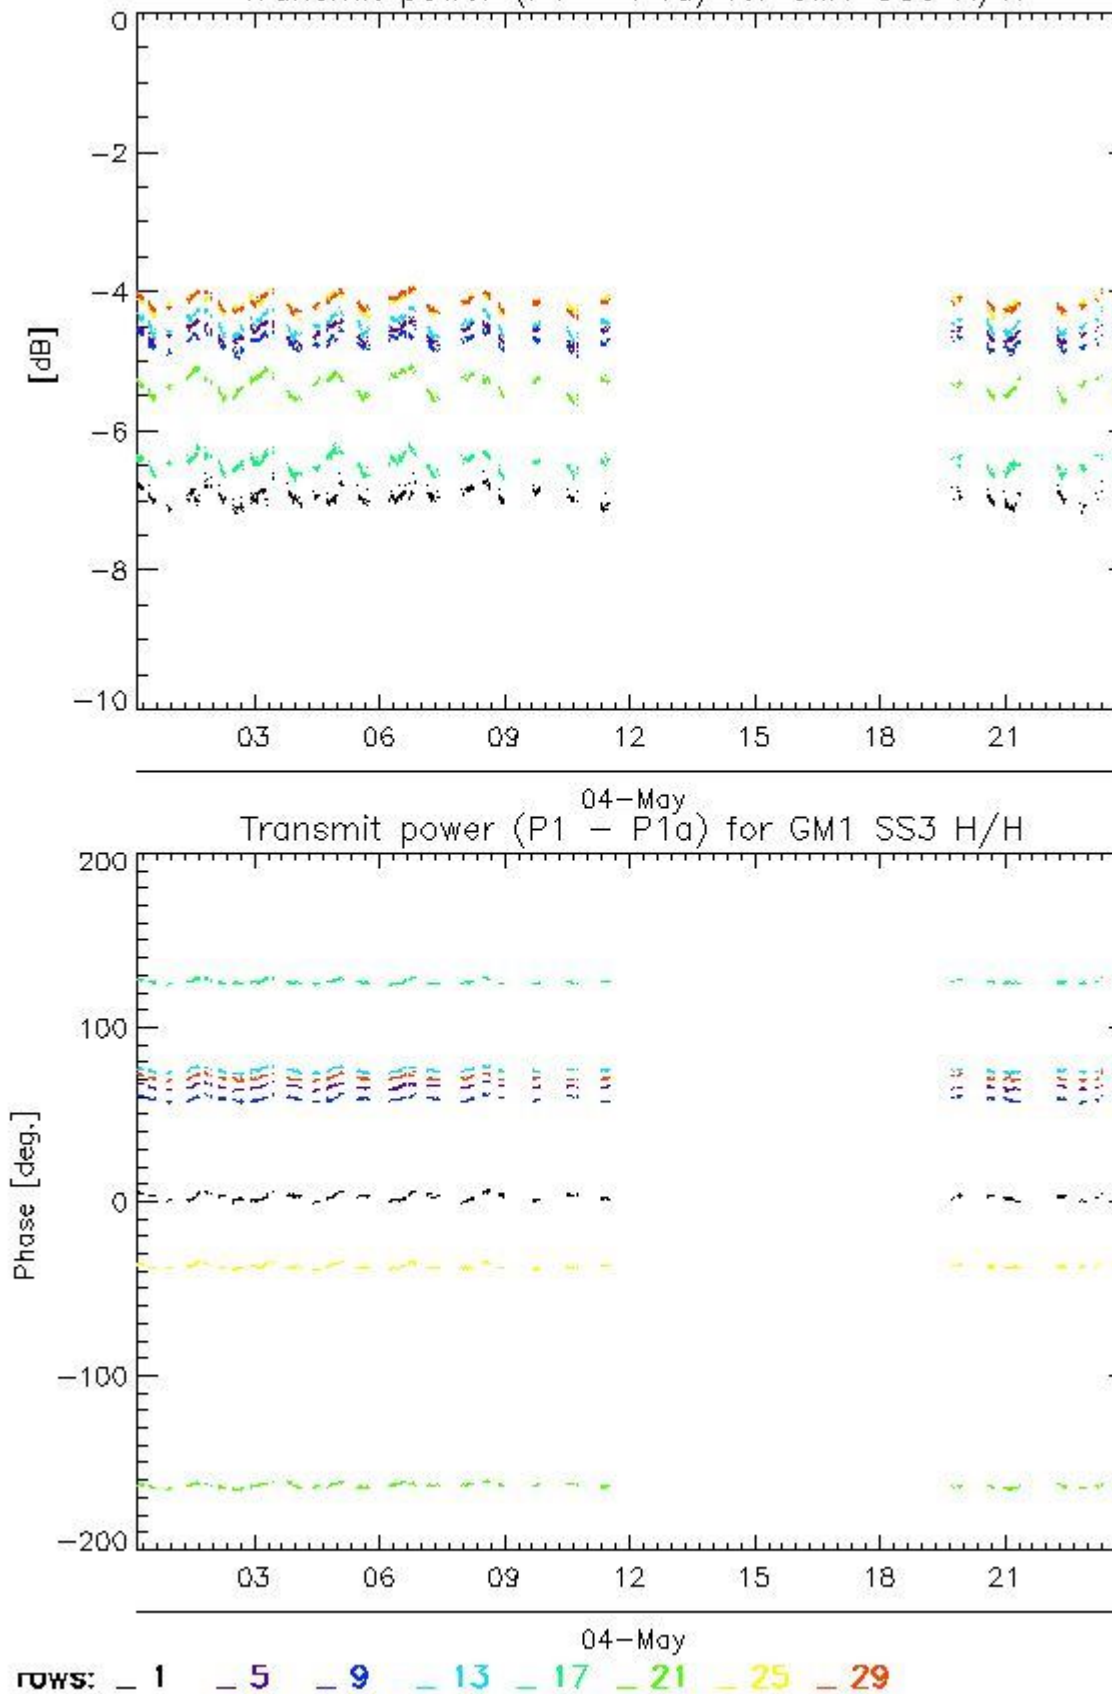 0
-2
-4
-6
-8
-10
[dB]
03 06 09 12 15 18 21
04-May
Transmit power (P1 - P1a) for GM1 SS3 H/H
200
100
0
-100
-200
Phase [deg.]
03 06 09 12 15 18 21
04-May
rows: _ 1 _ 5 _ 9 _ 13 _ 17 _ 21 _ 25 _ 29